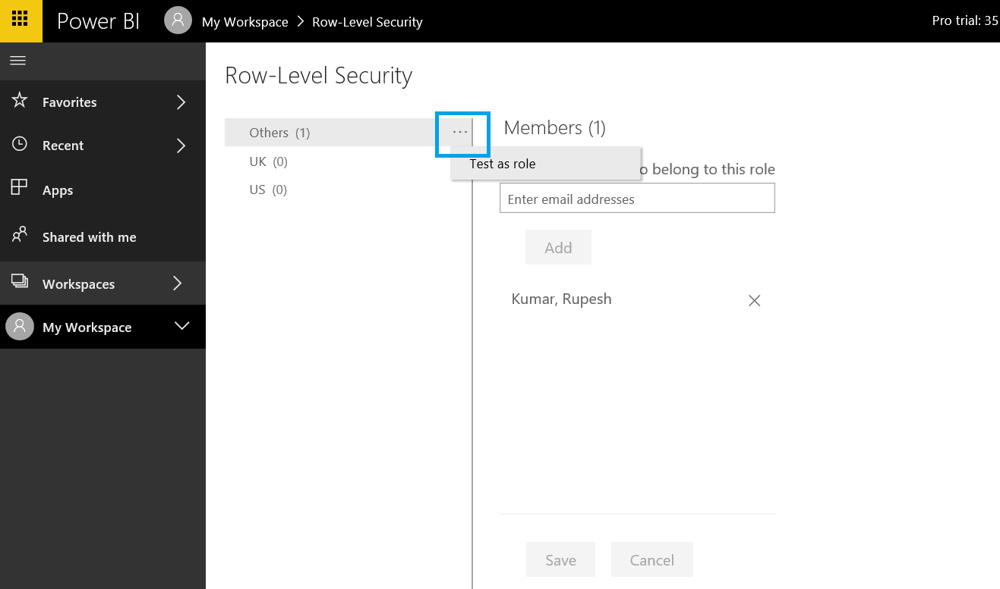 Power BI
My Workspace > Row-Level Security
Pro trial: 35
Favorites
Recent
Apps
Shared with me
Workspaces
My Workspace
Row-Level Security
Others (1)
UK (0)
US (0)
Test as role
Members (1)
o belong to this role
Enter email addresses
Add
Kumar, Rupesh
Save
Cancel